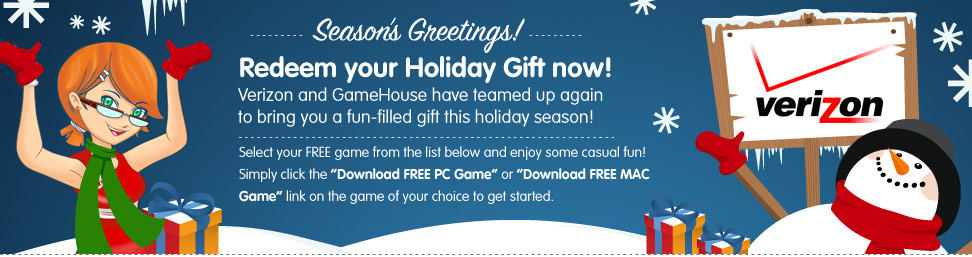 Season's Greetings!
Redeem your Holiday Gift now!
Verizon and GameHouse have teamed up again
to bring you a fun-filled gift this holiday season!
Select your FREE game from the list below and enjoy some casual fun!
Simply click the "Download FREE PC Game" or "Download FREE MAC
Game" link on the game of your choice to get started.
verizon